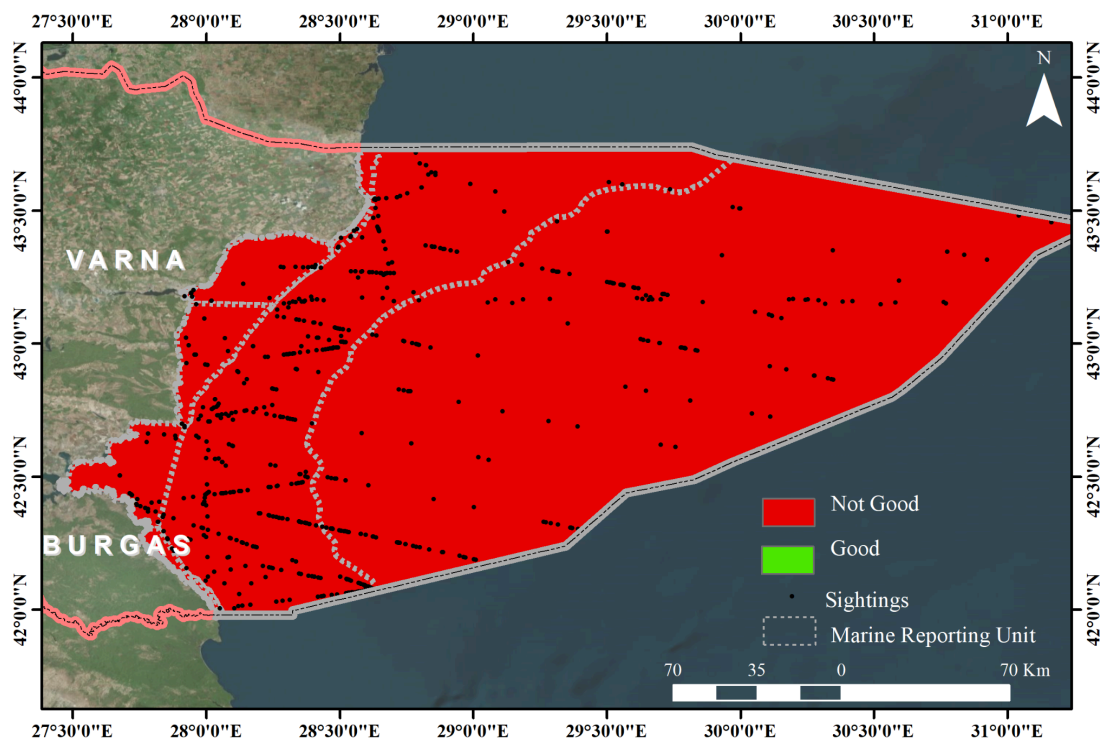 27°30'0"E 28°0'0"E 28°30'0"E 29°0'0"E 29°30'0"E 30°0'0"E 30°30'0"E 31°0'0"E
44°0'0"N 44°0'0"N
N
43°30'0"N 43°30'0"N
VARNA
43°0'0"N 43°0'0"N
42°30'0"N 42°30'0"N
Not Good
BURGAS
Good
Sightings
42°0'0"N 42°0'0"N
Marine Reporting Unit
70 35 0 70 Km
27°30'0"E 28°0'0"E 28°30'0"E 29°0'0"E 29°30'0"E 30°0'0"E 30°30'0"E 31°0'0"E